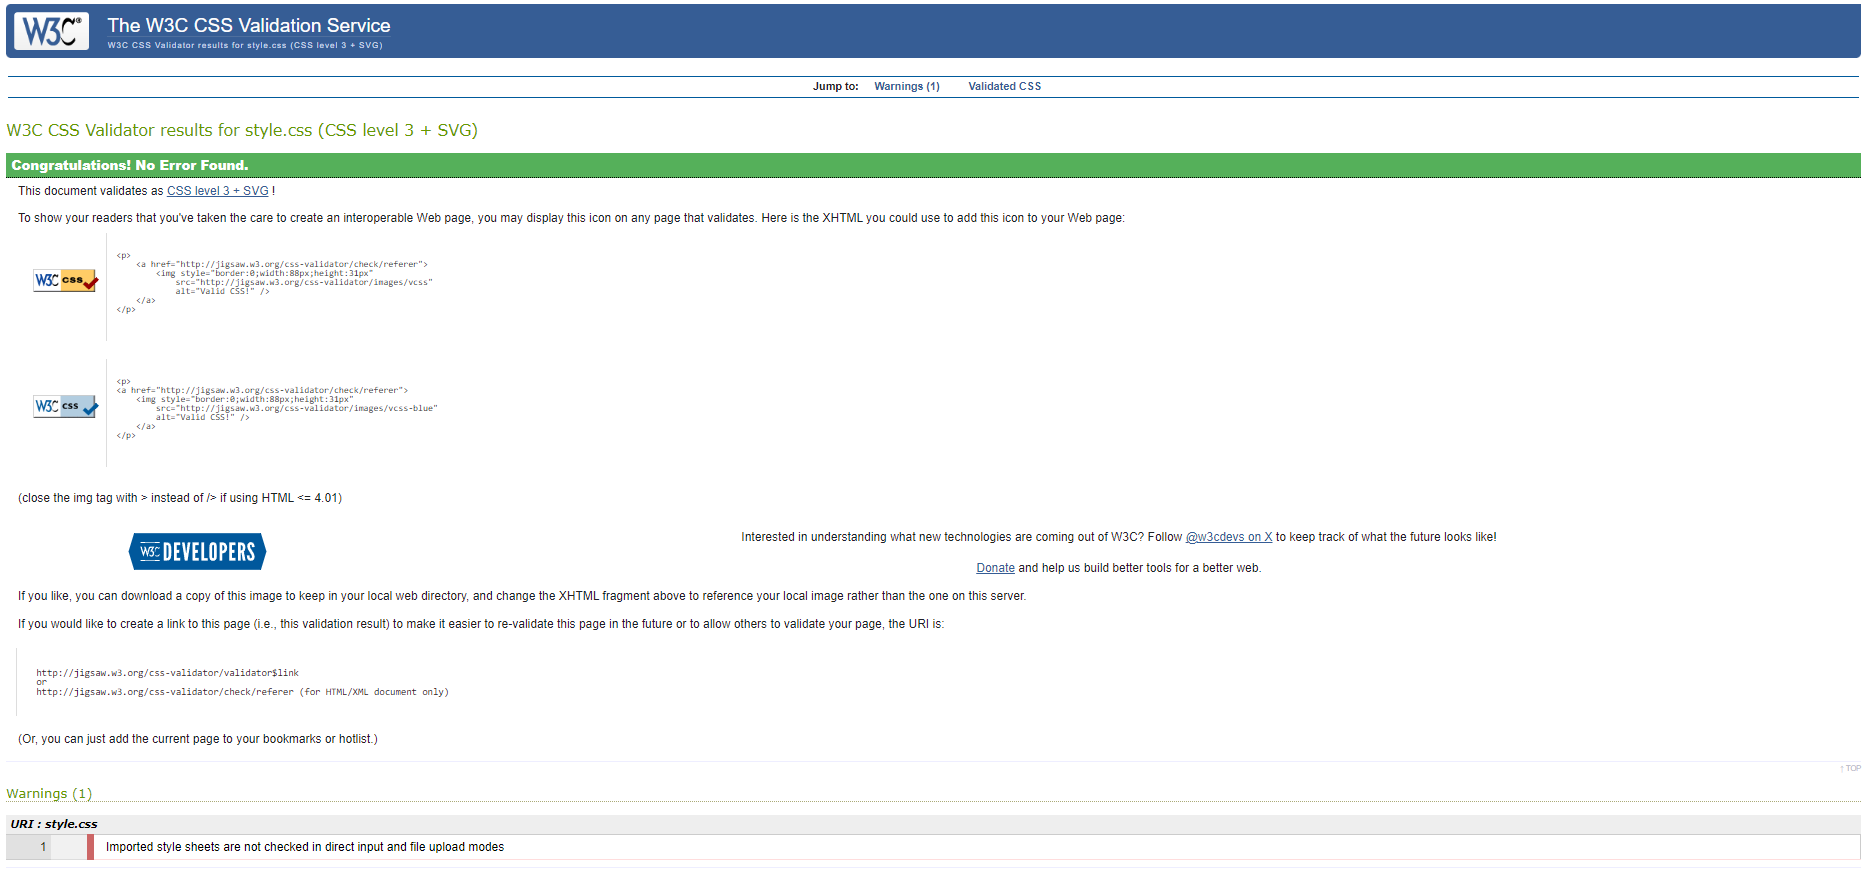 W3C® The W3C CSS Validation Service
W3C CSS Validator results for style.css (CSS level 3 + SVG)
Jump to: Warnings (1) Validated CSS
W3C CSS Validator results for style.css (CSS level 3 + SVG)
Congratulations! No Error Found.
This document validates as CSS level 3 + SVG !
To show your readers that you've taken the care to create an interoperable Web page, you may display this icon on any page that validates. Here is the XHTML you could use to add this icon to your Web page:
W3C css
<p>
<a href="http://jigsaw.w3.org/css-validator/check/referer">
<img style="border:0;width:88px;height:31px"
src="http://jigsaw.w3.org/css-validator/images/vcss"
alt="Valid CSS!" />
</a>
</p>
W3C css
<p>
<a href="http://jigsaw.w3.org/css-validator/check/referer">
<img style="border:0;width:88px;height:31px"
src="http://jigsaw.w3.org/css-validator/images/vcss-blue"
alt="Valid CSS!" />
</a>
</p>
(close the img tag with > instead of /> if using HTML <= 4.01)
W3C DEVELOPERS
Interested in understanding what new technologies are coming out of W3C? Follow @w3cdevs on X to keep track of what the future looks like!
Donate and help us build better tools for a better web.
If you like, you can download a copy of this image to keep in your local web directory, and change the XHTML fragment above to reference your local image rather than the one on this server.
If you would like to create a link to this page (i.e., this validation result) to make it easier to re-validate this page in the future or to allow others to validate your page, the URI is:
http://jigsaw.w3.org/css-validator/validator$link
or
http://jigsaw.w3.org/css-validator/check/referer (for HTML/XML document only)
(Or, you can just add the current page to your bookmarks or hotlist.)
↑ TOP
Warnings (1)
URI : style.css
1 Imported style sheets are not checked in direct input and file upload modes